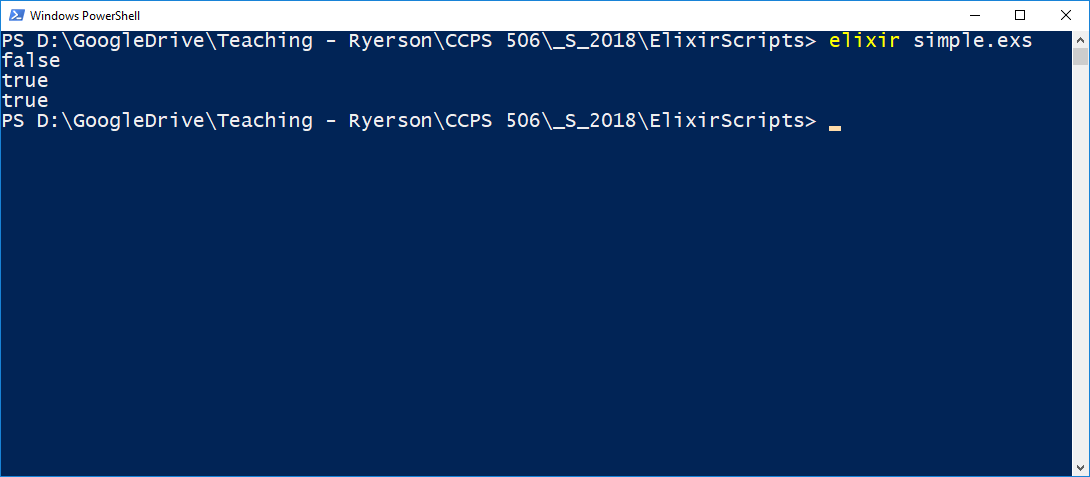 Windows PowerShell
PS D:\GoogleDrive\Teaching - Ryerson\CCPS 506\_S_2018\ElixirScripts> elixir simple.exs
false
true
true
PS D:\GoogleDrive\Teaching - Ryerson\CCPS 506\_S_2018\ElixirScripts>